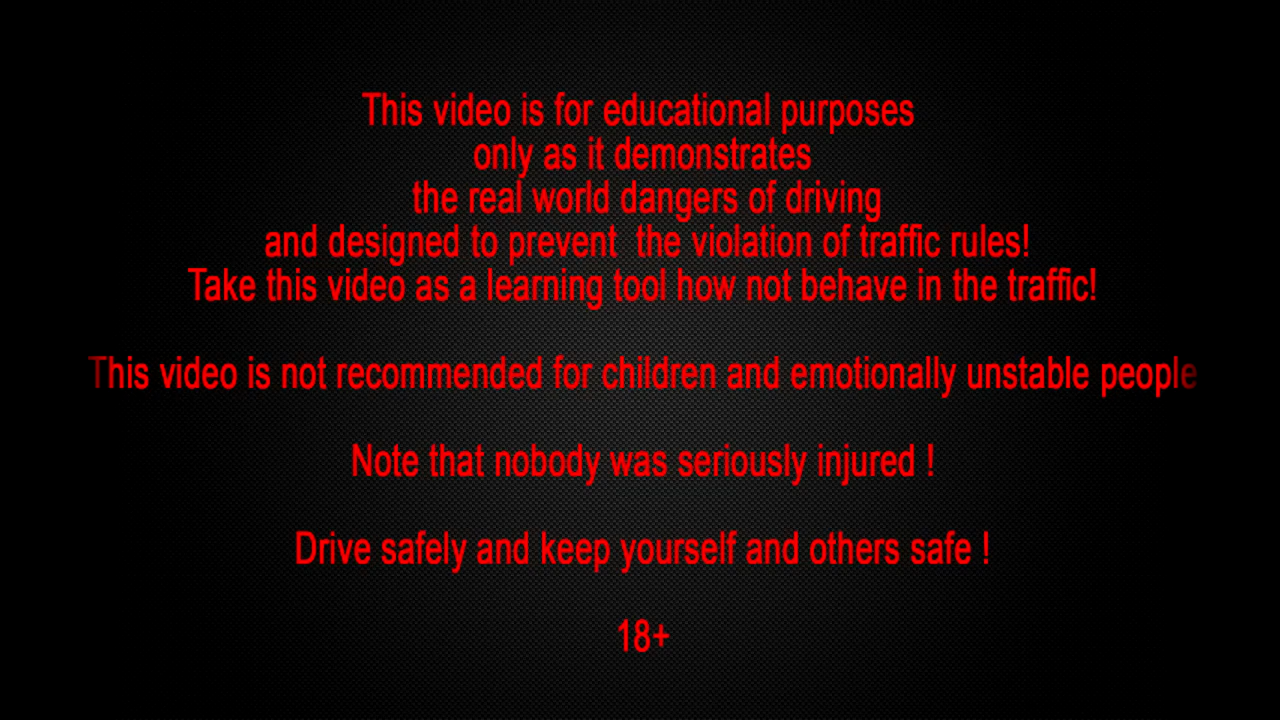 This video is for educational purposes
only as it demonstrates
the real world dangers of driving
and designed to prevent  the violation of traffic rules!
Take this video as a learning tool how not behave in the traffic!
This video is not recommended for children and emotionally unstable people
Note that nobody was seriously injured !
Drive safely and keep yourself and others safe !
18+